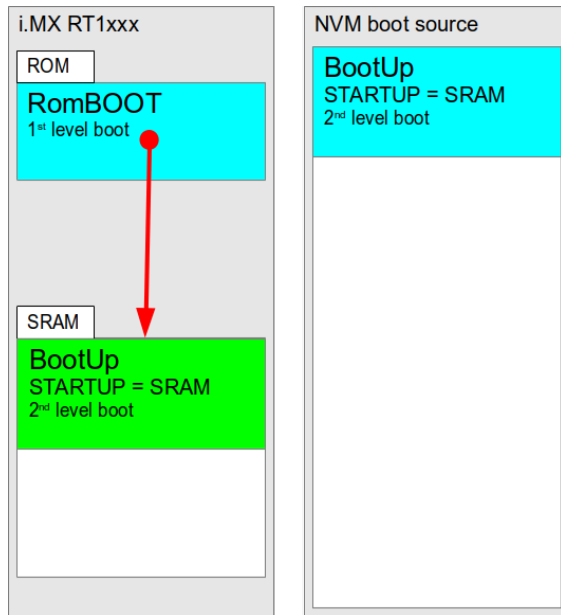 i.MX RT1xxx
ROM
RomBOOT
1st level boot
SRAM
BootUp
STARTUP = SRAM
2nd level boot
NVM boot source
BootUp
STARTUP = SRAM
2nd level boot